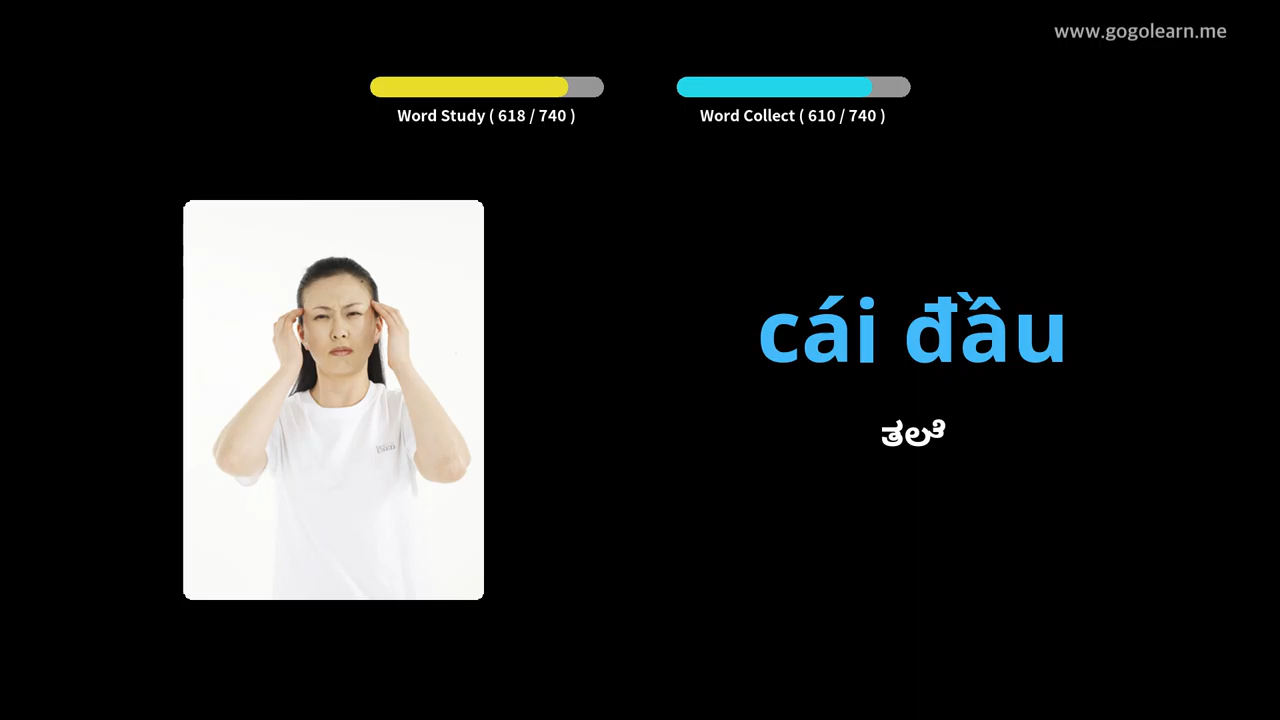 www.gogolearn.me
Word Study ( 618 / 740 )
Word Collect ( 610 / 740 )
cái đầu
ತಲೆ